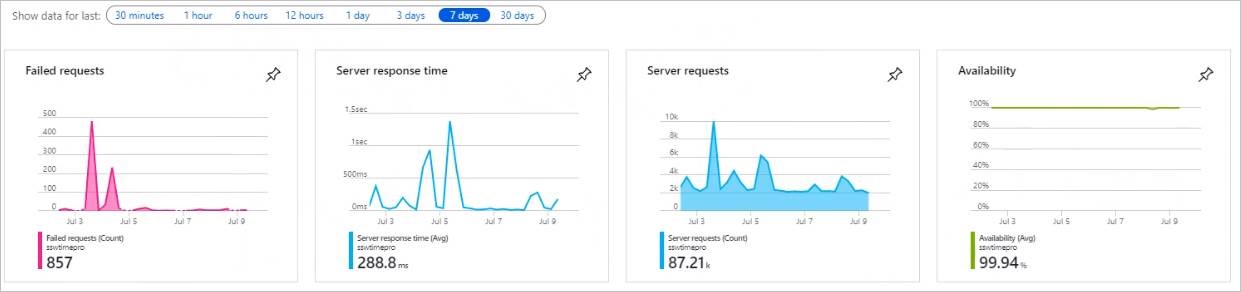 Show data for last: 30 minutes 1 hour 6 hours 12 hours 1 day 3 days 7 days 30 days
Failed requests
500
400
300
200
100
0
Jul 3 Jul 5 Jul 7 Jul 9
Failed requests (Count)
sswtimepro
857
Server response time
1.5sec
1sec
500ms
0ms
Jul 3 Jul 5 Jul 7 Jul 9
Server response time (Avg)
sswtimepro
288.8 ms
Server requests
10k
8k
6k
4k
2k
0
Jul 3 Jul 5 Jul 7 Jul 9
Server requests (Count)
sswtimepro
87.21 k
Availability
100%
80%
60%
40%
20%
0%
Jul 3 Jul 5 Jul 7 Jul 9
Availability (Avg)
sswtimepro
99.94 %